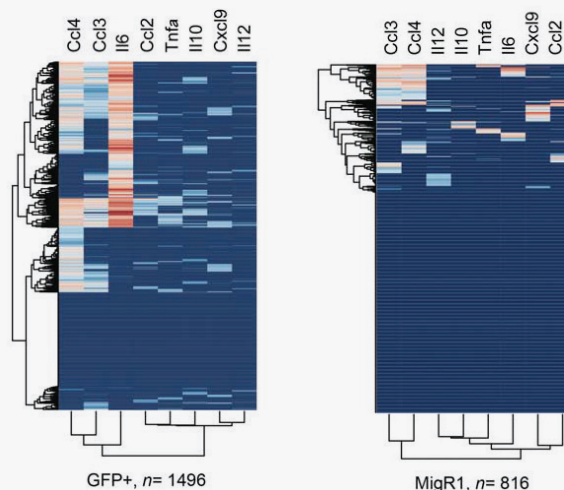 Ccl4 Ccl3 Il6 Ccl2 Tnfa Il10 Cxcl9 Il12
GFP+, n= 1496
Ccl3 Ccl4 Il12 Il10 Tnfa Il6 Cxcl9 Ccl2
MigR1, n= 816